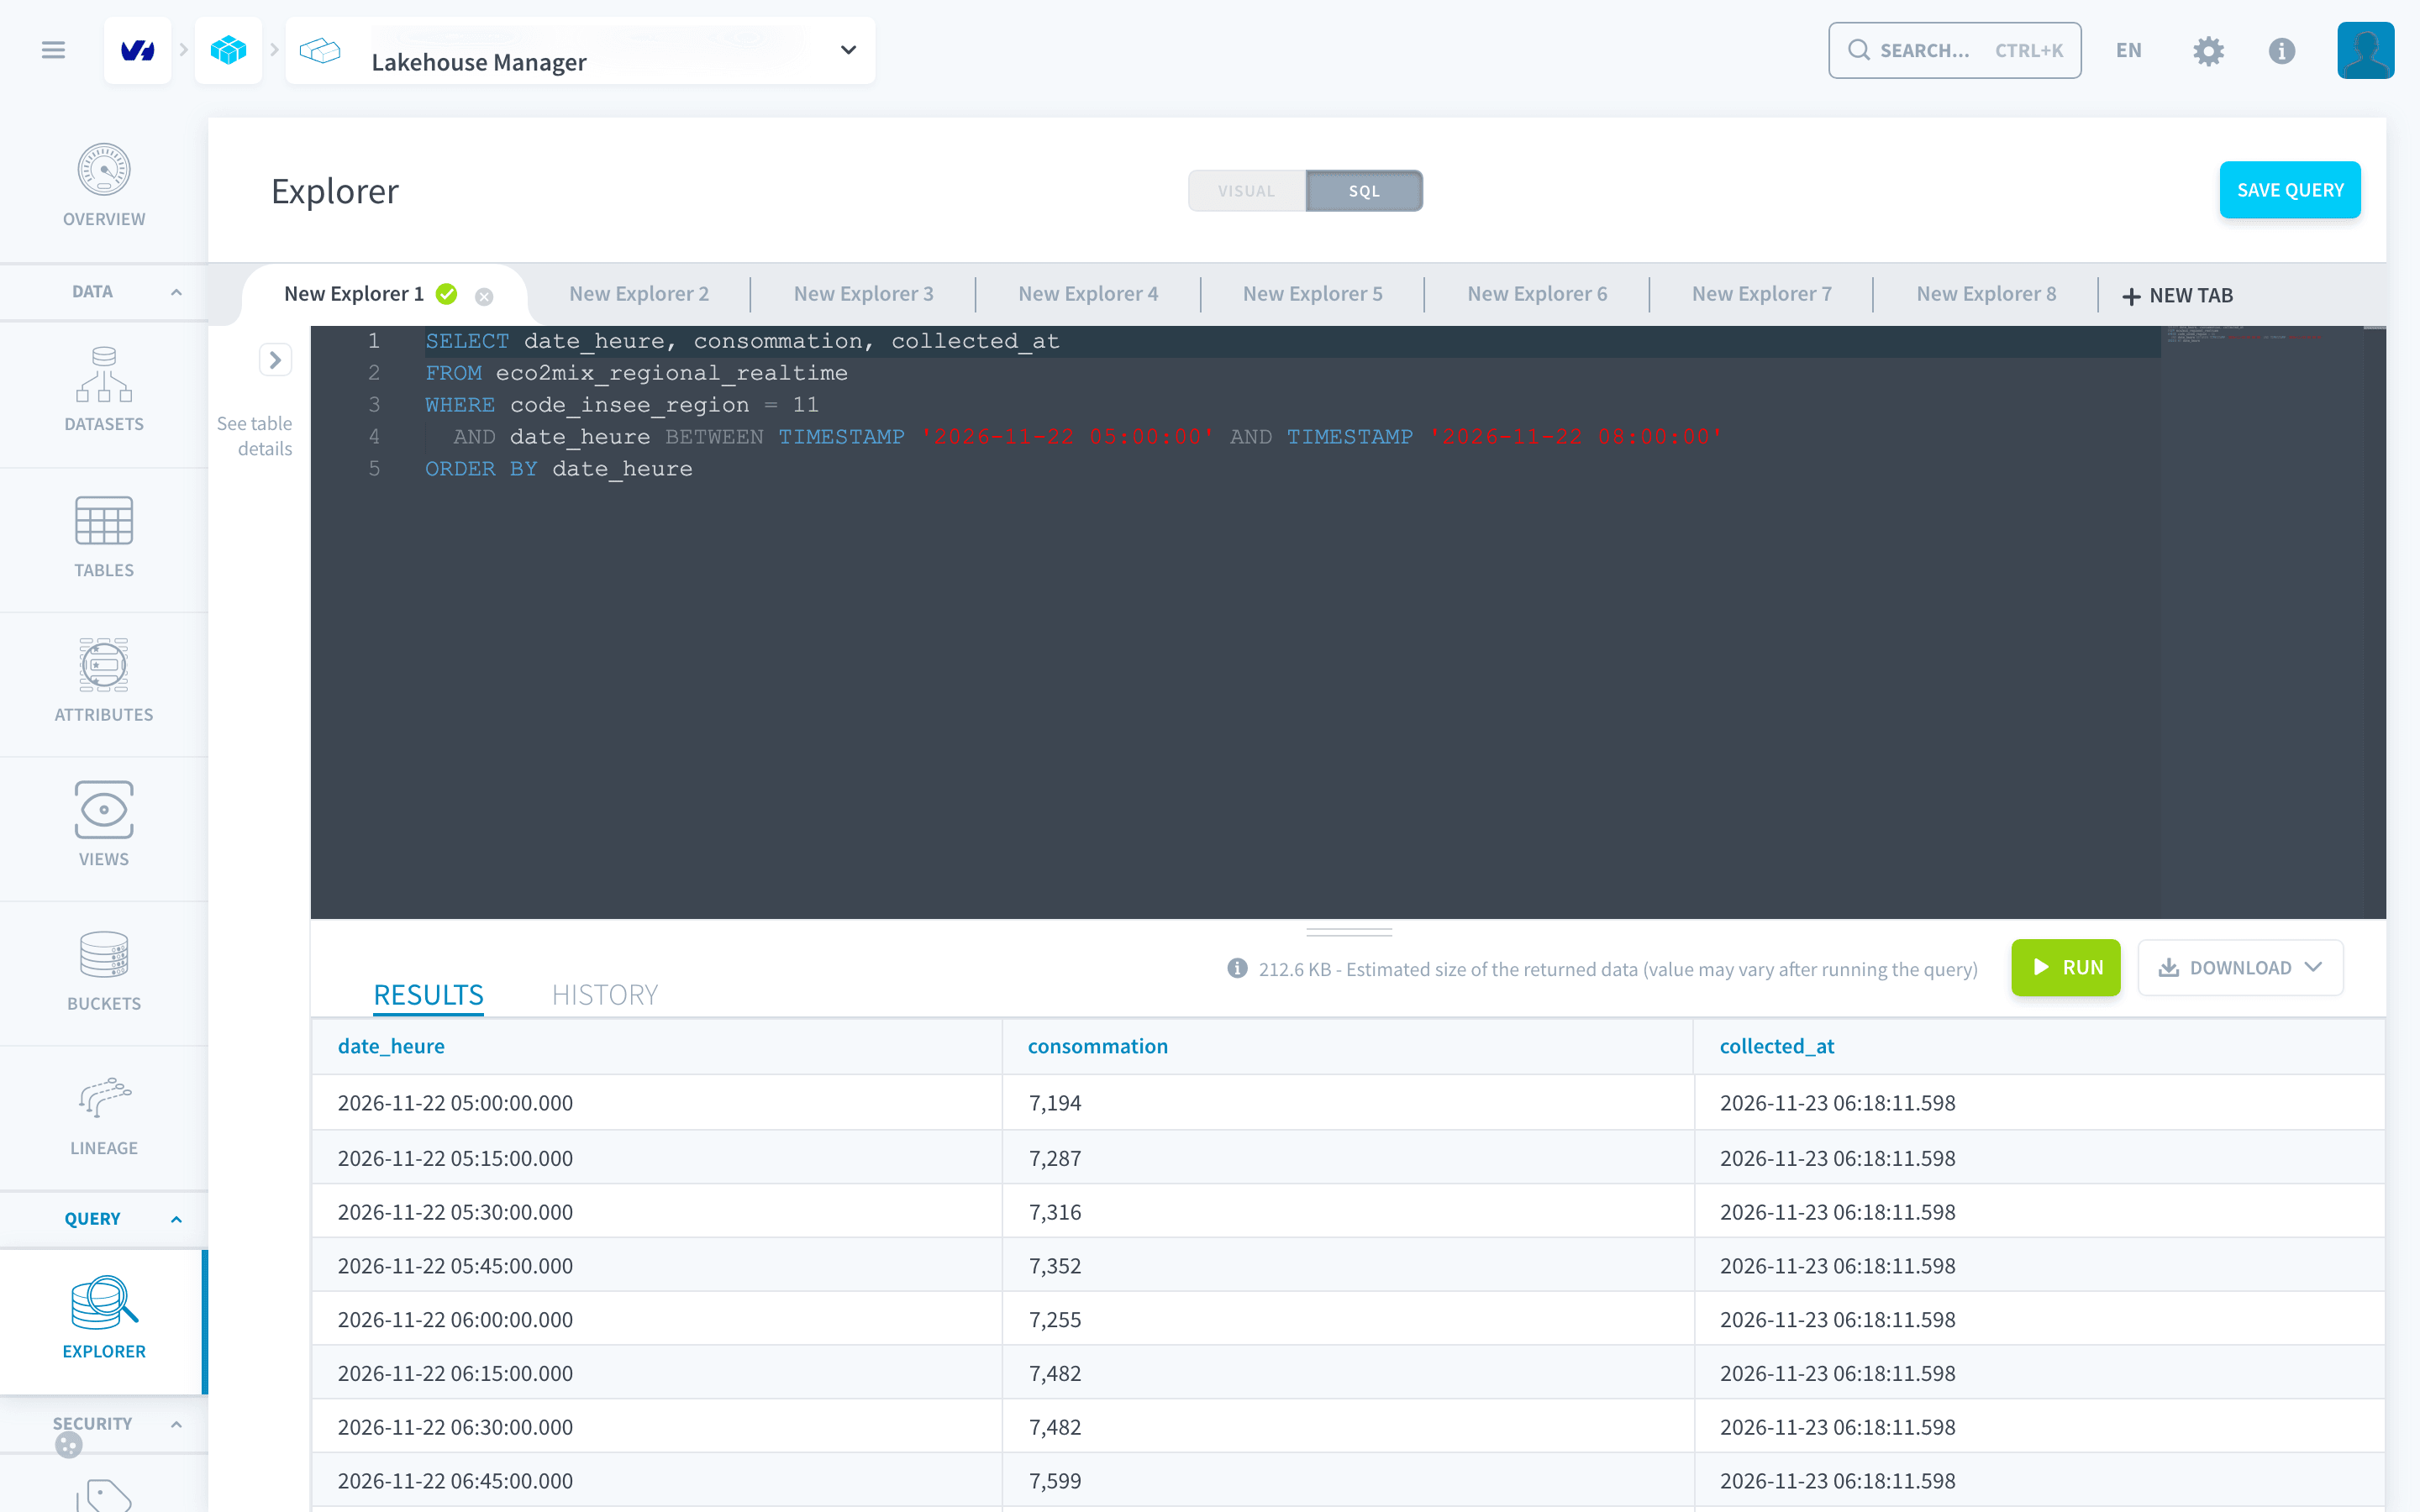 Lakehouse Manager
SEARCH... CTRL+K
EN
OVERVIEW
DATA
DATASETS
TABLES
ATTRIBUTES
VIEWS
BUCKETS
LINEAGE
QUERY
EXPLORER
SECURITY
Explorer
VISUAL SQL
SAVE QUERY
New Explorer 1 New Explorer 2 New Explorer 3 New Explorer 4 New Explorer 5 New Explorer 6 New Explorer 7 New Explorer 8 + NEW TAB
See table
details
1 SELECT date_heure, consommation, collected_at
2 FROM eco2mix_regional_realtime
3 WHERE code_insee_region = 11
4 AND date_heure BETWEEN TIMESTAMP '2026-11-22 05:00:00' AND TIMESTAMP '2026-11-22 08:00:00'
5 ORDER BY date_heure
212.6 KB - Estimated size of the returned data (value may vary after running the query)
RUN
DOWNLOAD
RESULTS HISTORY
date_heure consommation collected_at
2026-11-22 05:00:00.000 7,194 2026-11-23 06:18:11.598
2026-11-22 05:15:00.000 7,287 2026-11-23 06:18:11.598
2026-11-22 05:30:00.000 7,316 2026-11-23 06:18:11.598
2026-11-22 05:45:00.000 7,352 2026-11-23 06:18:11.598
2026-11-22 06:00:00.000 7,255 2026-11-23 06:18:11.598
2026-11-22 06:15:00.000 7,482 2026-11-23 06:18:11.598
2026-11-22 06:30:00.000 7,482 2026-11-23 06:18:11.598
2026-11-22 06:45:00.000 7,599 2026-11-23 06:18:11.598